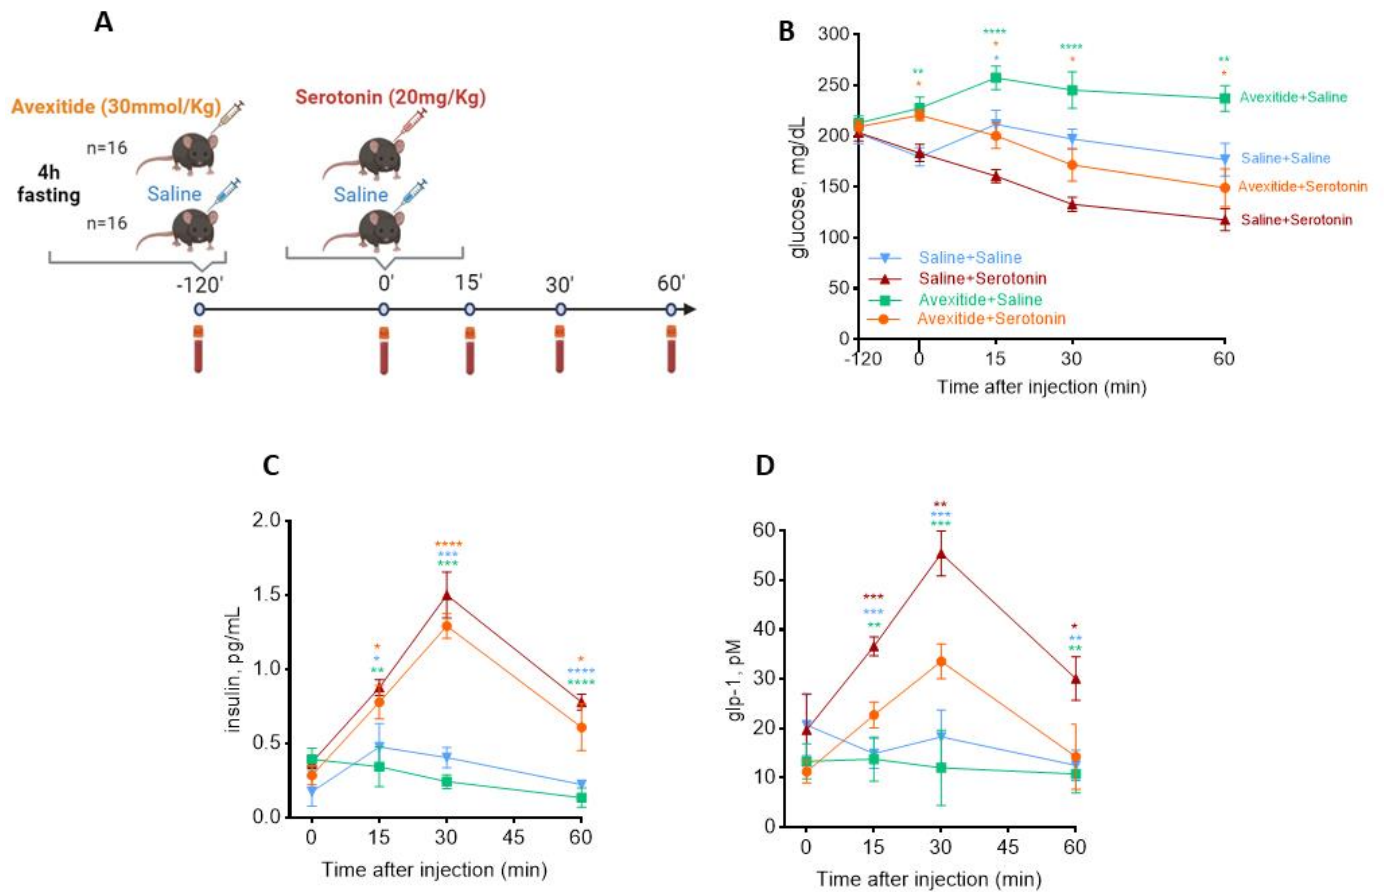 A
Avexitide (30mmol/Kg)
n=16
4h
fasting
Saline
n=16
Serotonin (20mg/Kg)
Saline
-120'
0'
15'
30'
60'
B
300
250
200
150
100
50
0
glucose, mg/dL
****
*
*
****
*
**
*
**
*
Avexitide+Saline
Saline+Saline
Avexitide+Serotonin
Saline+Serotonin
Saline+Saline
Saline+Serotonin
Avexitide+Saline
Avexitide+Serotonin
-120
0
15
30
60
Time after injection (min)
C
2.0
1.5
1.0
0.5
0.0
insulin, pg/mL
****
***
***
*
*
**
*
****
****
0
15
30
45
60
Time after injection (min)
D
60
50
40
30
20
10
0
glp-1, pM
**
***
***
***
***
**
*
**
**
0
15
30
45
60
Time after injection (min)